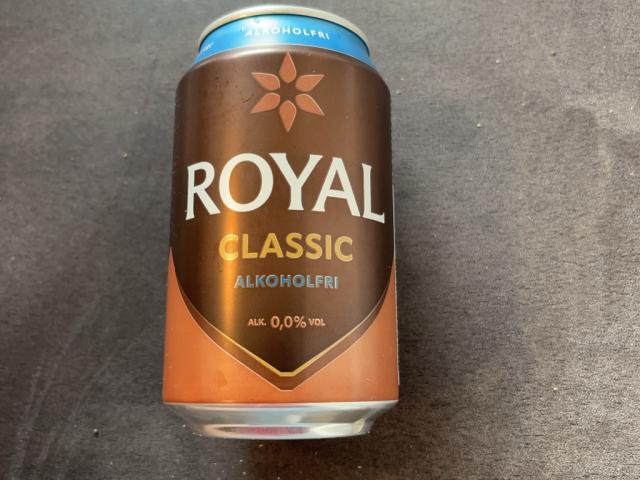 ALKOHOLFRI
ROYAL
CLASSIC
ALKOHOLFRI
ALK. 0,0% VOL